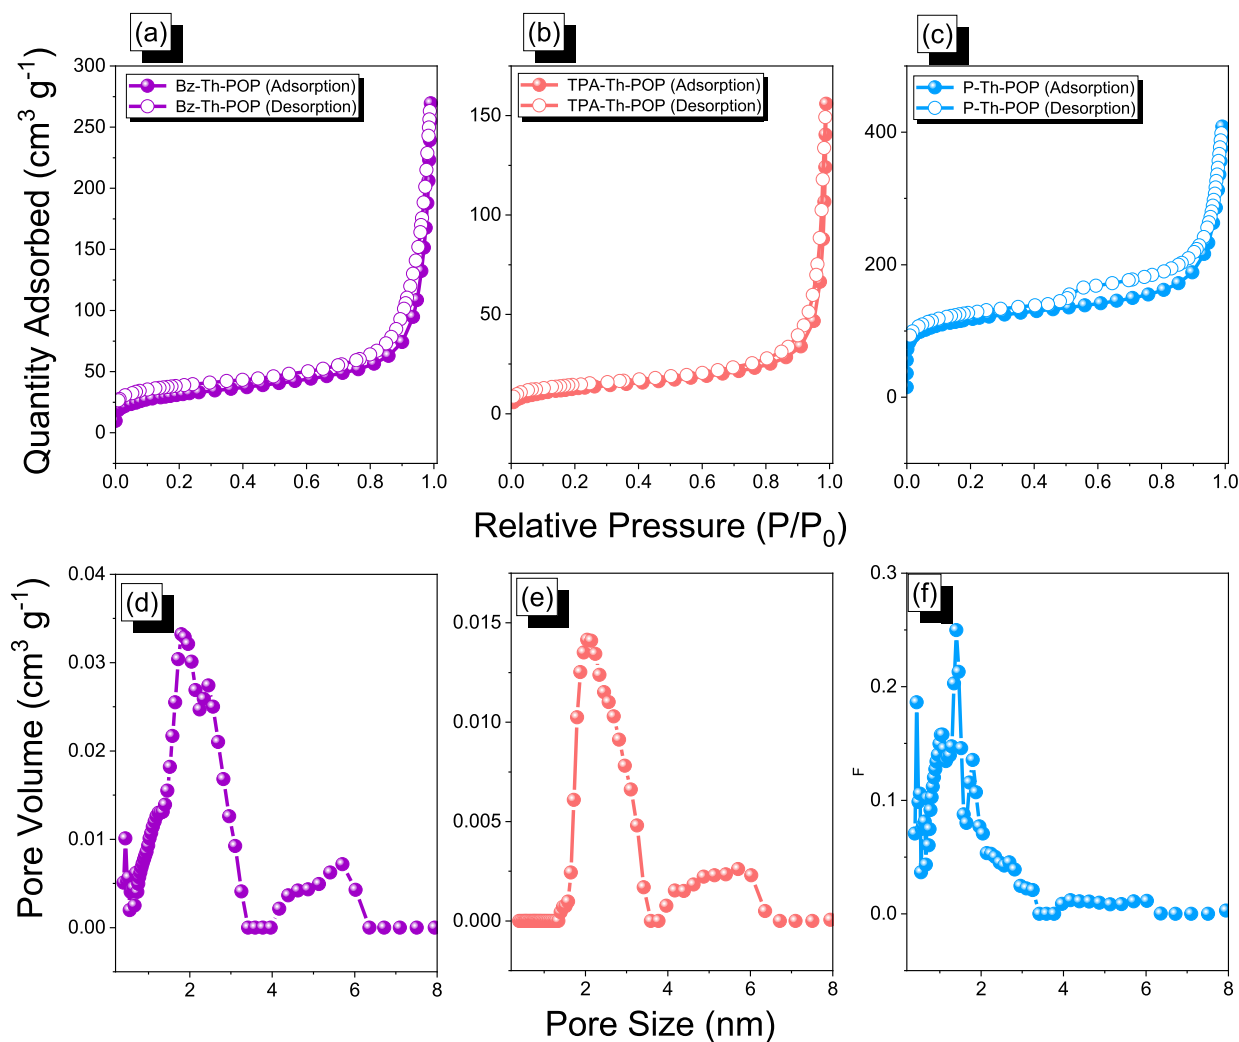 (a)
(b)
(c)
Quantity Adsorbed (cm3 g-1)
300
250
200
150
100
50
0
Bz-Th-POP (Adsorption)
Bz-Th-POP (Desorption)
0.0 0.2 0.4 0.6 0.8 1.0
150
100
50
0
TPA-Th-POP (Adsorption)
TPA-Th-POP (Desorption)
0.0 0.2 0.4 0.6 0.8 1.0
400
200
0
P-Th-POP (Adsorption)
P-Th-POP (Desorption)
0.0 0.2 0.4 0.6 0.8 1.0
Relative Pressure (P/P0)
Pore Volume (cm3 g-1)
(d)
0.04
0.03
0.02
0.01
0.00
2 4 6 8
(e)
0.015
0.010
0.005
0.000
2 4 6 8
(f)
F
0.3
0.2
0.1
0.0
2 4 6 8
Pore Size (nm)